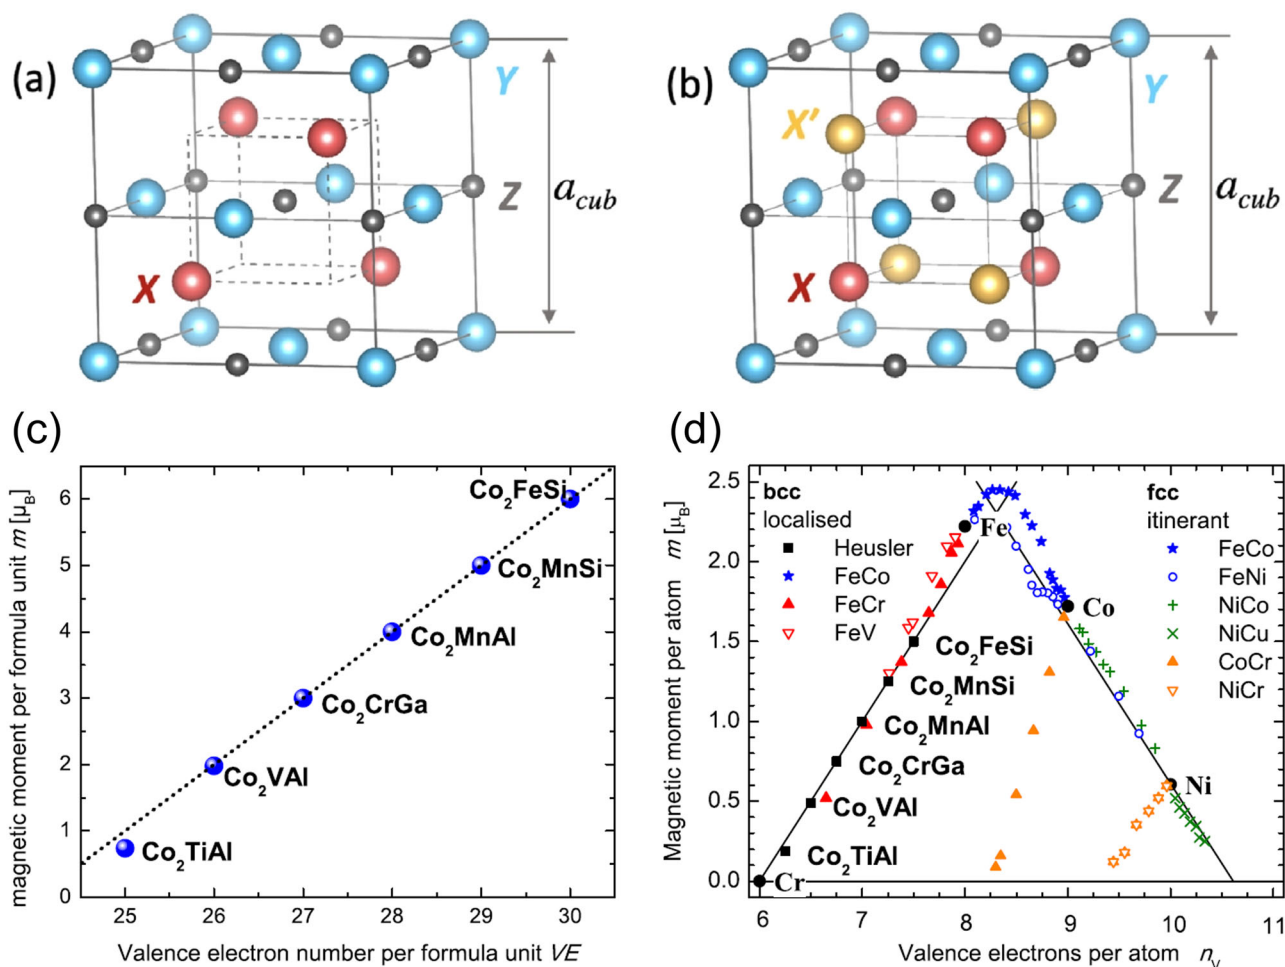 (a)
Y
Z
X
a_cub
(b)
X'
Y
Z
X
a_cub
(c)
magnetic moment per formula unit m [μ_B]
6
5
4
3
2
1
0
Co₂FeSi
Co₂MnSi
Co₂MnAl
Co₂CrGa
Co₂VAl
Co₂TiAl
25 26 27 28 29 30
Valence electron number per formula unit VE
(d)
Magnetic moment per atom m [μ_B]
2.5
2.0
1.5
1.0
0.5
0.0
bcc
localised
Heusler
FeCo
FeCr
FeV
fcc
itinerant
FeCo
FeNi
NiCo
NiCu
CoCr
NiCr
Fe
Co
Co₂FeSi
Co₂MnSi
Co₂MnAl
Co₂CrGa
Ni
Co₂VAl
Co₂TiAl
Cr
6 7 8 9 10 11
Valence electrons per atom n_V